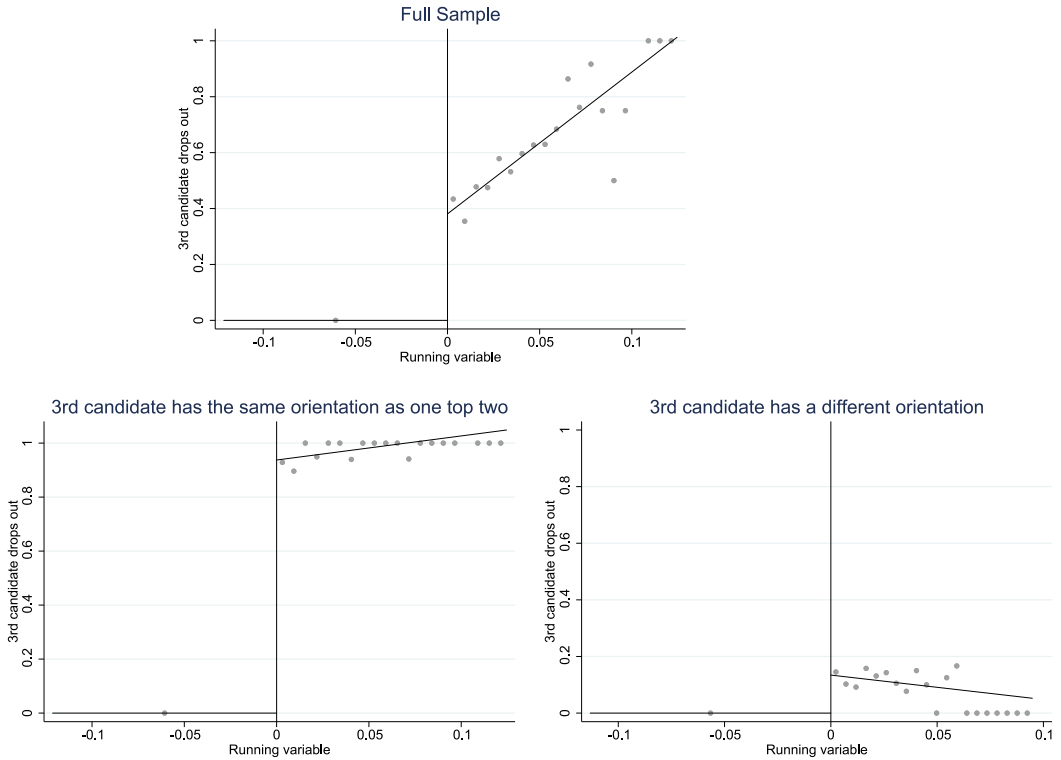 Full Sample
3rd candidate drops out
1
0.8
0.6
0.4
0.2
0
-0.1 -0.05 0 0.05 0.1
Running variable
3rd candidate has the same orientation as one top two
3rd candidate drops out
1
0.8
0.6
0.4
0.2
0
-0.1 -0.05 0 0.05 0.1
Running variable
3rd candidate has a different orientation
3rd candidate drops out
1
0.8
0.6
0.4
0.2
0
-0.1 -0.05 0 0.05 0.1
Running variable